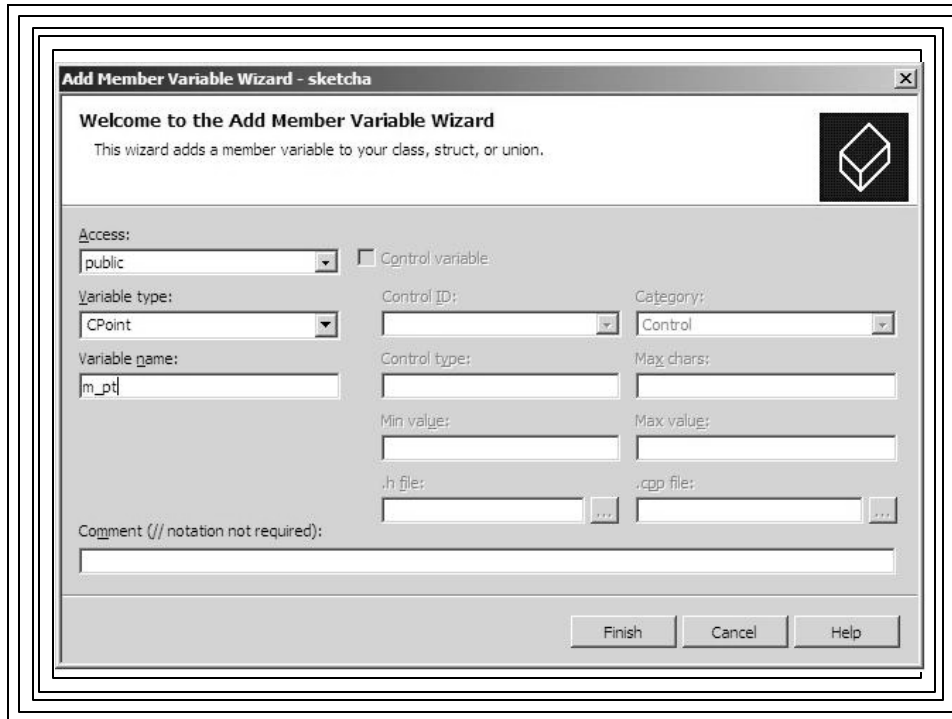 Add Member Variable Wizard - sketcha
Welcome to the Add Member Variable Wizard
This wizard adds a member variable to your class, struct, or union.
Access:
public
Control variable
Variable type:
CPoint
Control ID:
Category:
Control
Variable name:
m_pt
Control type:
Max chars:
Min value:
Max value:
.h file:
...
.cpp file:
...
Comment (// notation not required):
Finish
Cancel
Help